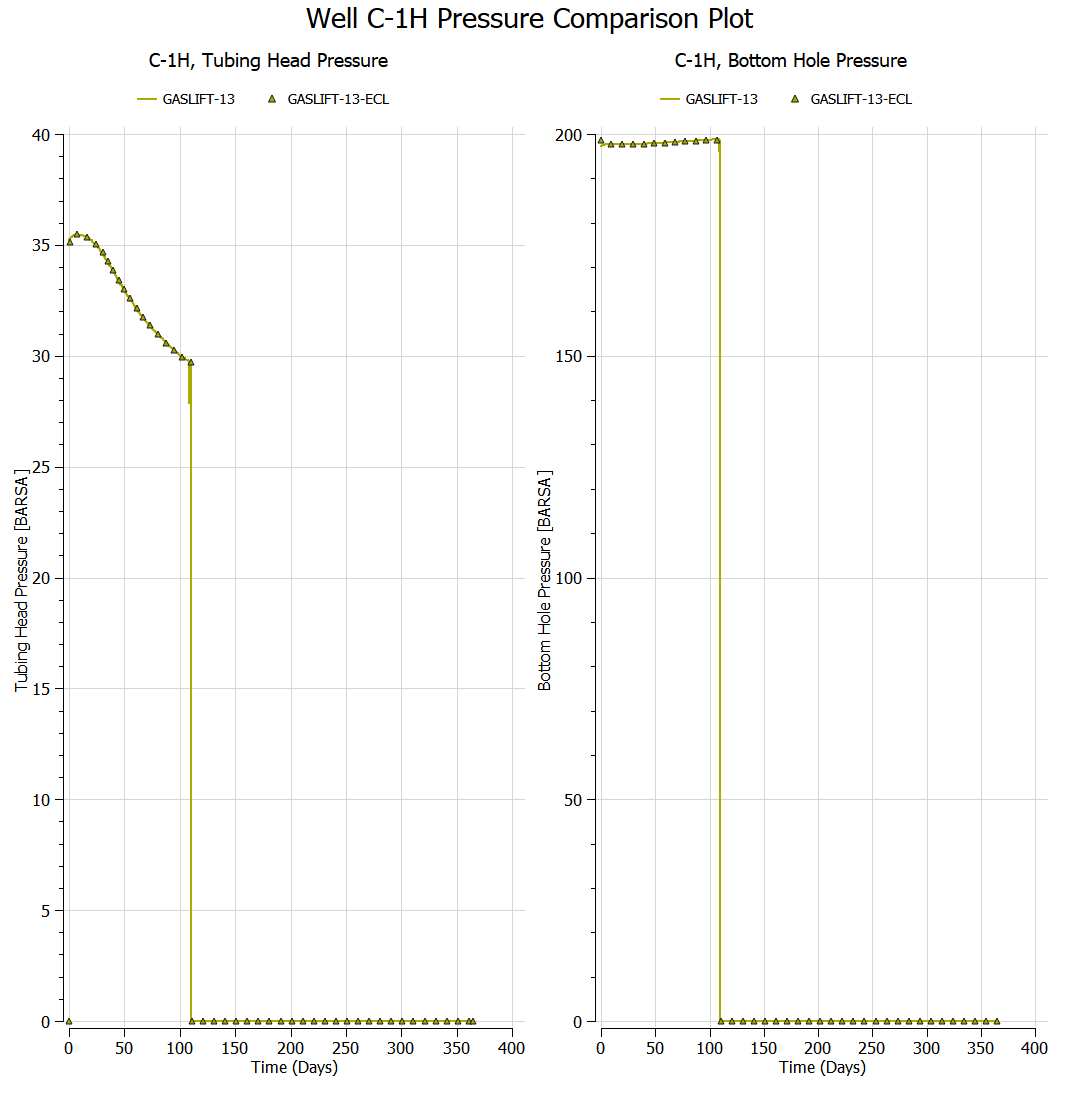 Well C-1H Pressure Comparison Plot
C-1H, Tubing Head Pressure
GASLIFT-13 GASLIFT-13-ECL
40
35
30
25
20
15
10
5
0
Tubing Head Pressure [BARSA]
0 50 100 150 200 250 300 350 400
Time (Days)
C-1H, Bottom Hole Pressure
GASLIFT-13 GASLIFT-13-ECL
200
150
100
50
0
Bottom Hole Pressure [BARSA]
0 50 100 150 200 250 300 350 400
Time (Days)